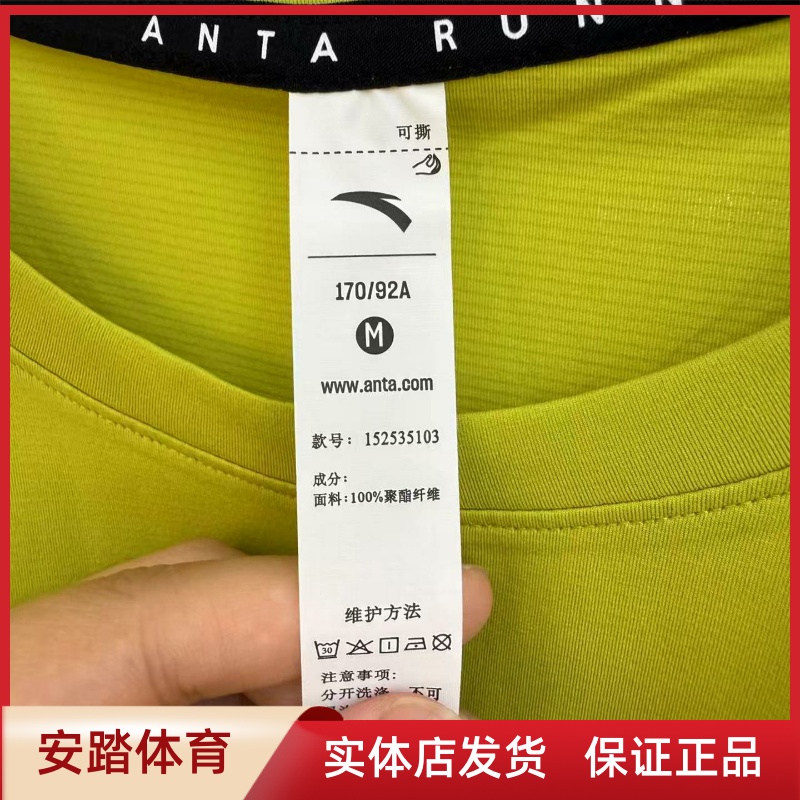 ANTA RUNN
可撕
170/92A
M
www.anta.com
款号: 152535103
成分:
面料:100%聚酯纤维
维护方法
30
注意事项:
分开洗涤 不可
安踏体育
实体店发货 保证正品